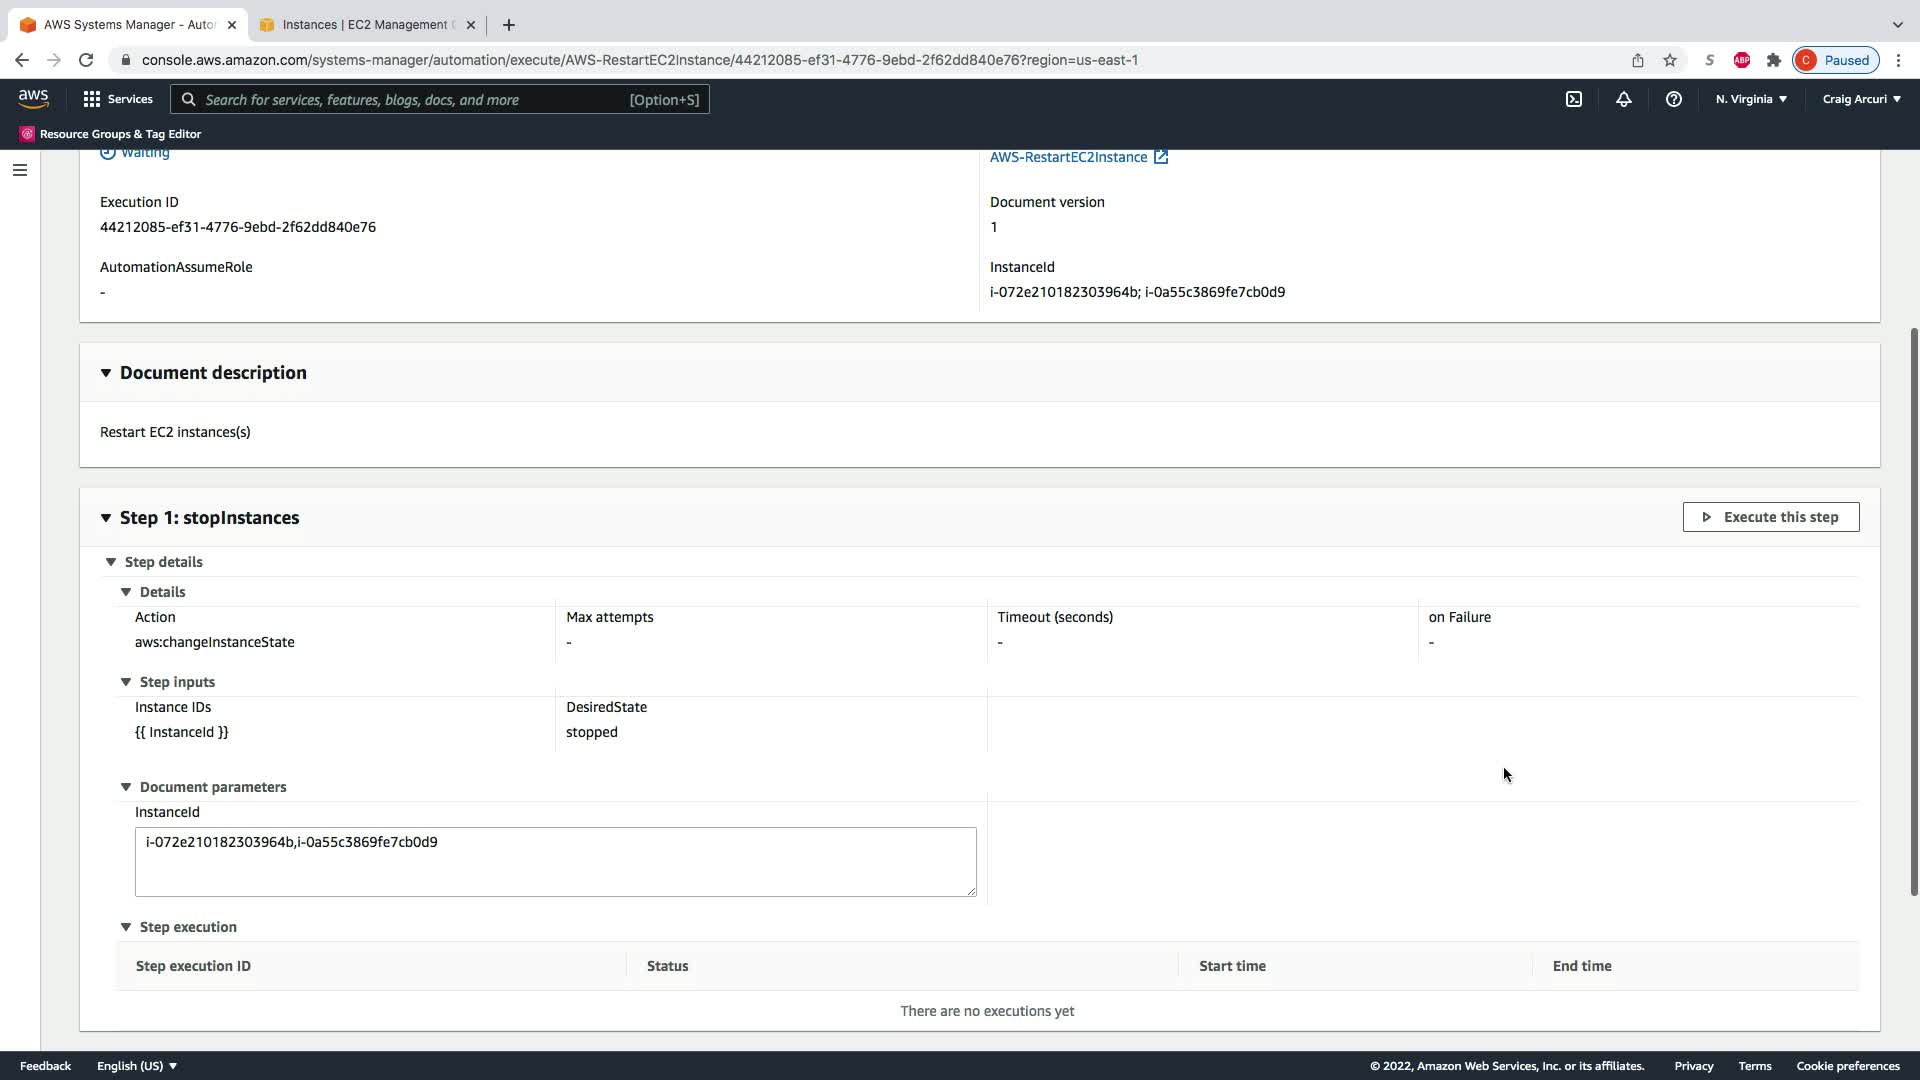 AWS Systems Manager - Auto
Instances | EC2 Management
console.aws.amazon.com/systems-manager/automation/execute/AWS-RestartEC2Instance/44212085-ef31-4776-9ebd-2f62dd840e76?region=us-east-1
S
ABP
C Paused
aws
Services
Search for services, features, blogs, docs, and more [Option+S]
N. Virginia
Craig Arcuri
Resource Groups & Tag Editor
Waiting
AWS-RestartEC2Instance
Execution ID
44212085-ef31-4776-9ebd-2f62dd840e76
Document version
1
AutomationAssumeRole
-
InstanceId
i-072e210182303964b; i-0a55c3869fe7cb0d9
Document description
Restart EC2 instances(s)
Step 1: stopInstances
Execute this step
Step details
Details
Action
aws:changeInstanceState
Max attempts
-
Timeout (seconds)
-
on Failure
-
Step inputs
Instance IDs
{{ InstanceId }}
DesiredState
stopped
Document parameters
InstanceId
i-072e210182303964b,i-0a55c3869fe7cb0d9
Step execution
Step execution ID Status Start time End time
There are no executions yet
Feedback English (US) © 2022, Amazon Web Services, Inc. or its affiliates. Privacy Terms Cookie preferences